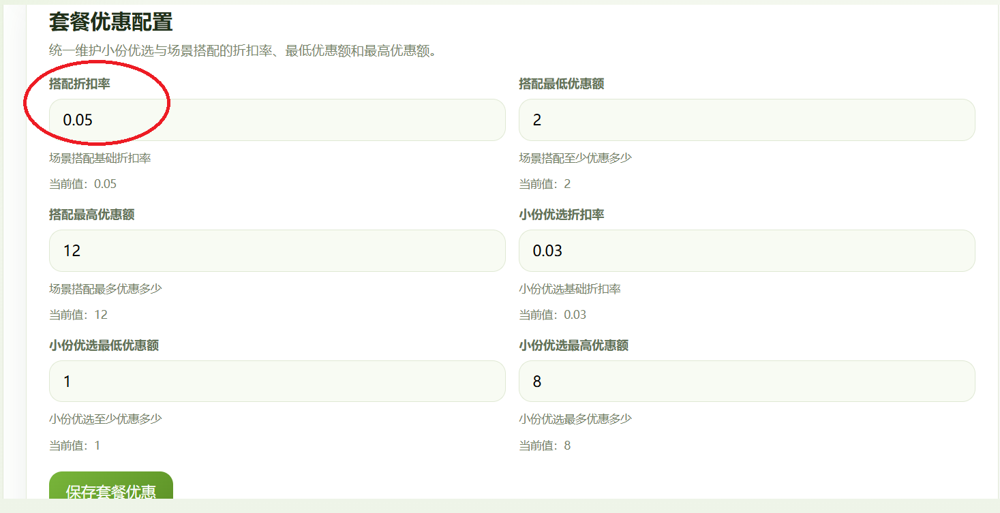 套餐优惠配置
统一维护小份优选与场景搭配的折扣率、最低优惠额和最高优惠额。
搭配折扣率
0.05
场景搭配基础折扣率
当前值：0.05
搭配最低优惠额
2
场景搭配至少优惠多少
当前值：2
搭配最高优惠额
12
场景搭配最多优惠多少
当前值：12
小份优选折扣率
0.03
小份优选基础折扣率
当前值：0.03
小份优选最低优惠额
1
小份优选至少优惠多少
当前值：1
小份优选最高优惠额
8
小份优选最多优惠多少
当前值：8
保存套餐优惠